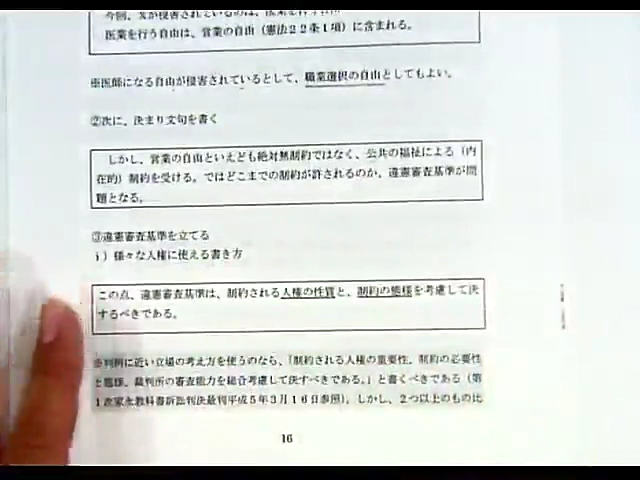 今回、Xが侵害されているのは、医業を行う自由
医業を行う自由は、営業の自由（憲法２２条１項）に含まれる。
※医師になる自由が侵害されているとして、職業選択の自由としてもよい。
②次に、決まり文句を書く
しかし、営業の自由といえども絶対無制約ではなく、公共の福祉による（内
在的）制約を受ける。ではどこまでの制約が許されるのか、違憲審査基準が問
題となる。
③違憲審査基準を立てる
i）様々な人権に使える書き方
この点、違憲審査基準は、制約される人権の性質と、制約の態様を考慮して決
するべきである。
※判例に近い立場の考え方を使うのなら、「制約される人権の重要性、制約の必要性
と態様、裁判所の審査能力を総合考慮して決すべきである。」と書くべきである（第
１次家永教科書訴訟判決最判平成５年３月１６日参照）。しかし、２つ以上のもの比
16